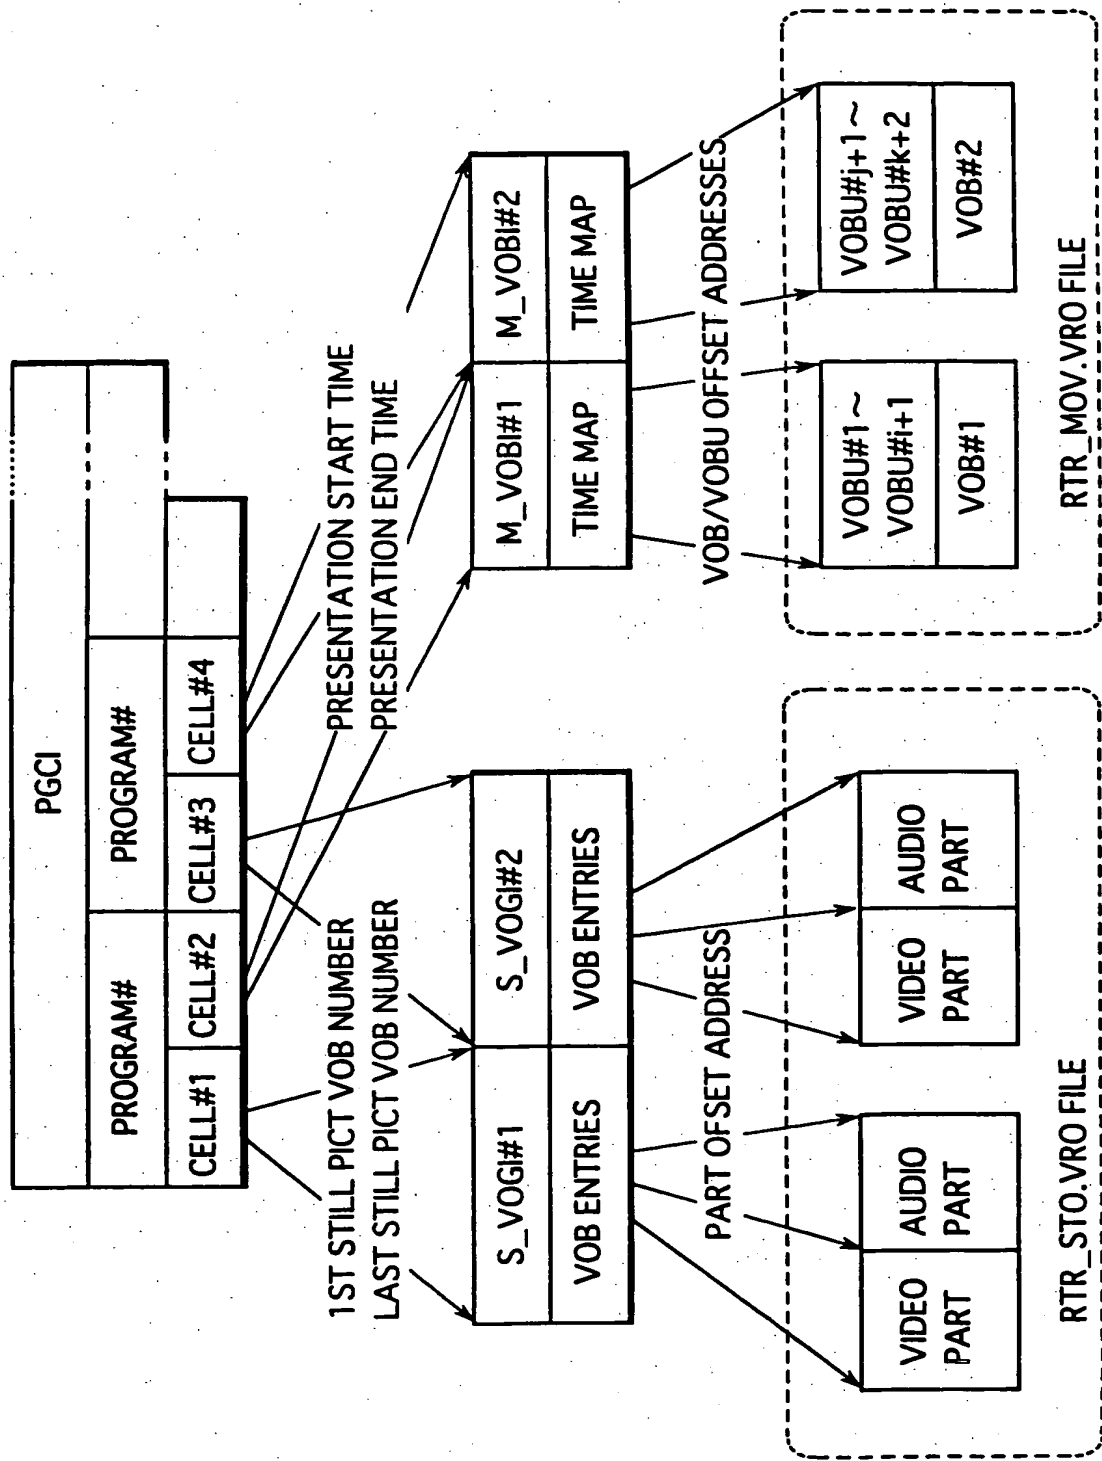 PGCI
PROGRAM#
PROGRAM#
CELL#1
CELL#2
CELL#3
CELL#4
1ST STILL PICT VOB NUMBER
LAST STILL PICT VOB NUMBER
PRESENTATION START TIME
PRESENTATION END TIME
S_VOGI#1
S_VOGI#2
VOB ENTRIES
VOB ENTRIES
M_VOBI#1
M_VOBI#2
TIME MAP
TIME MAP
PART OFFSET ADDRESS
VOB/VOBU OFFSET ADDRESSES
VIDEO
PART
AUDIO
PART
VIDEO
PART
AUDIO
PART
VOBU#1~
VOBU#i+1
VOB#1
VOBU#j+1~
VOBU#k+2
VOB#2
RTR_STO.VRO FILE
RTR_MOV.VRO FILE